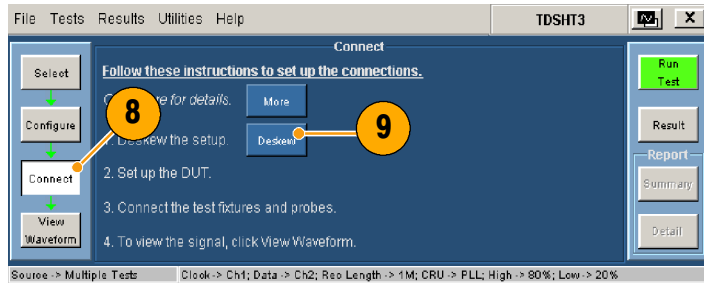 File Tests Results Utilities Help TDSHT3 X
Connect
Select
Follow these instructions to set up the connections.
Run
Test
here for details. More
8
9
Configure
1. Deskew the setup. Deskew
Result
Report
Connect
2. Set up the DUT.
Summary
3. Connect the test fixtures and probes.
View
Waveform
Detail
4. To view the signal, click View Waveform.
Source -> Multiple Tests Clock -> Ch1; Data -> Ch2; Rec Length -> 1M; CRU -> PLL; High -> 80%; Low -> 20%